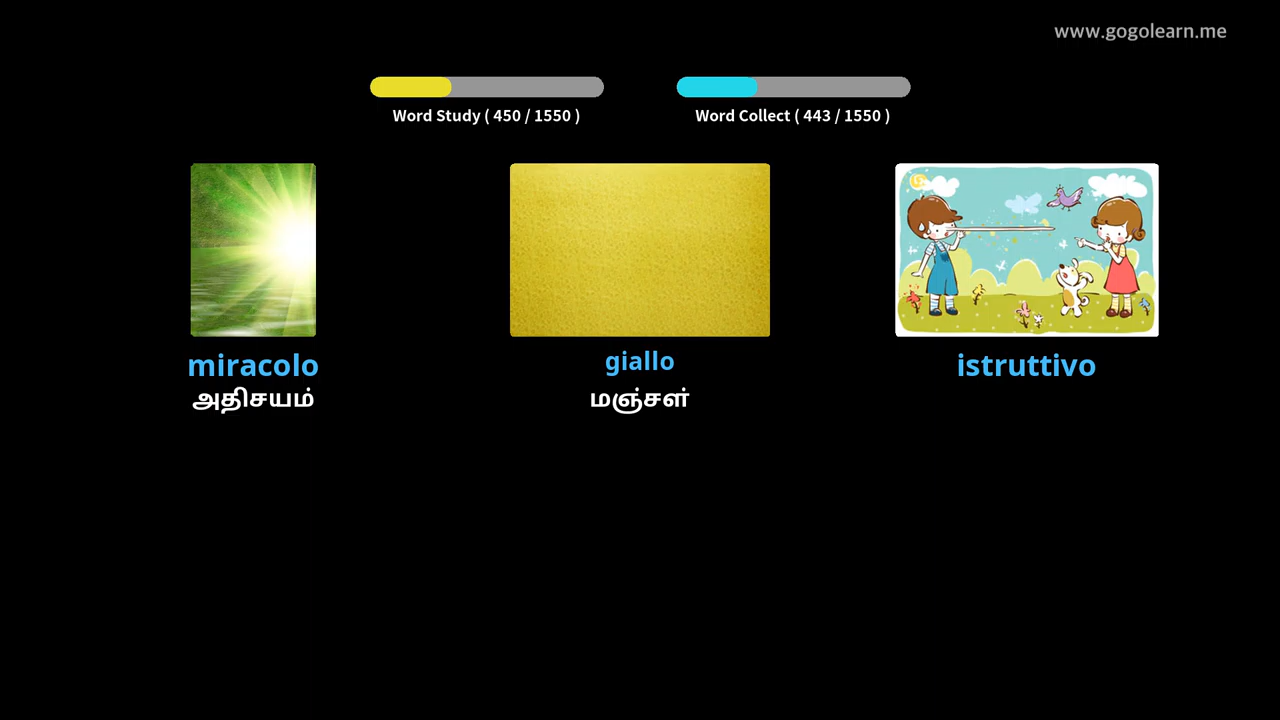 www.gogolearn.me
Word Study ( 450 / 1550 )
Word Collect ( 443 / 1550 )
miracolo
அதிசயம்
giallo
மஞ்சள்
istruttivo